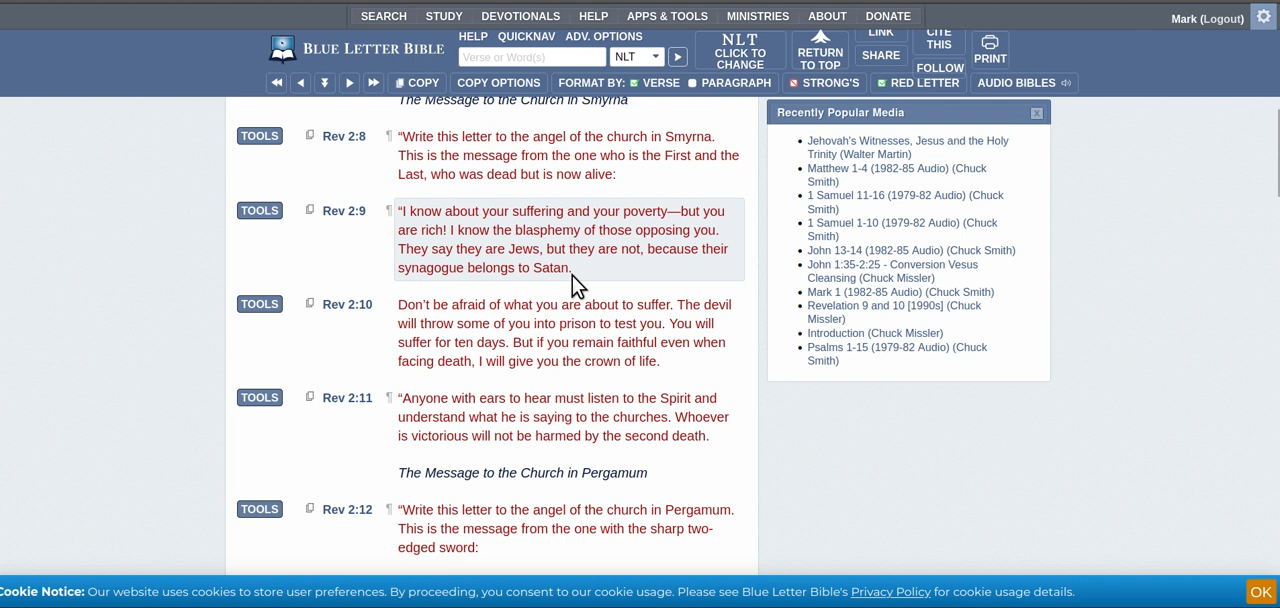 SEARCH STUDY DEVOTIONALS HELP APPS & TOOLS MINISTRIES ABOUT DONATE
Mark (Logout)
BLUE LETTER BIBLE
HELP QUICKNAV ADV. OPTIONS
Verse or Word(s) NLT
NLT
CLICK TO
CHANGE
RETURN
TO TOP
LINK
SHARE
CITE
THIS
FOLLOW
PRINT
COPY COPY OPTIONS FORMAT BY: VERSE PARAGRAPH STRONG'S RED LETTER AUDIO BIBLES
The Message to the Church in Smyrna
TOOLS Rev 2:8 ¶ “Write this letter to the angel of the church in Smyrna.
This is the message from the one who is the First and the
Last, who was dead but is now alive:
TOOLS Rev 2:9 ¶ “I know about your suffering and your poverty—but you
are rich! I know the blasphemy of those opposing you.
They say they are Jews, but they are not, because their
synagogue belongs to Satan.
TOOLS Rev 2:10 Don’t be afraid of what you are about to suffer. The devil
will throw some of you into prison to test you. You will
suffer for ten days. But if you remain faithful even when
facing death, I will give you the crown of life.
TOOLS Rev 2:11 ¶ “Anyone with ears to hear must listen to the Spirit and
understand what he is saying to the churches. Whoever
is victorious will not be harmed by the second death.
The Message to the Church in Pergamum
TOOLS Rev 2:12 ¶ “Write this letter to the angel of the church in Pergamum.
This is the message from the one with the sharp two-
edged sword:
Recently Popular Media
• Jehovah's Witnesses, Jesus and the Holy
Trinity (Walter Martin)
• Matthew 1-4 (1982-85 Audio) (Chuck
Smith)
• 1 Samuel 11-16 (1979-82 Audio) (Chuck
Smith)
• 1 Samuel 1-10 (1979-82 Audio) (Chuck
Smith)
• John 13-14 (1982-85 Audio) (Chuck Smith)
• John 1:35-2:25 - Conversion Vesus
Cleansing (Chuck Missler)
• Mark 1 (1982-85 Audio) (Chuck Smith)
• Revelation 9 and 10 [1990s] (Chuck
Missler)
• Introduction (Chuck Missler)
• Psalms 1-15 (1979-82 Audio) (Chuck
Smith)
Cookie Notice: Our website uses cookies to store user preferences. By proceeding, you consent to our cookie usage. Please see Blue Letter Bible's Privacy Policy for cookie usage details. OK